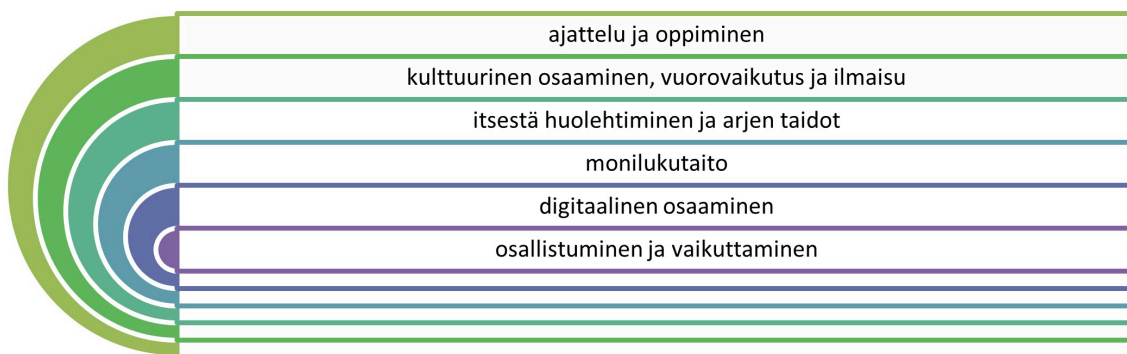 ajattelu ja oppiminen
kulttuurinen osaaminen, vuorovaikutus ja ilmaisu
itsestä huolehtiminen ja arjen taidot
monilukutaito
digitaalinen osaaminen
osallistuminen ja vaikuttaminen